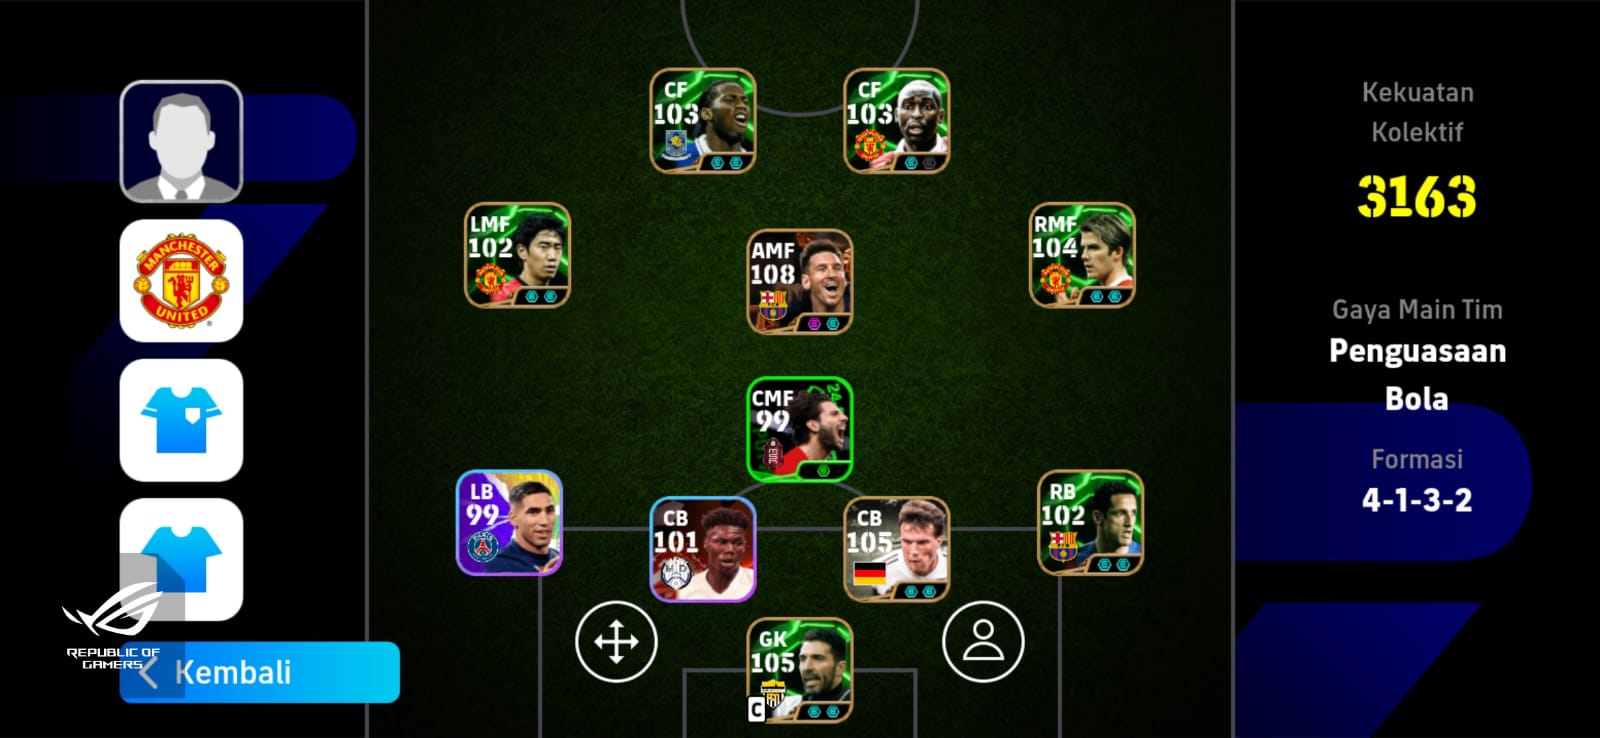 CF
103
CF
103
LMF
102
AMF
108
RMF
104
CMF
99
LB
99
CB
101
CB
105
RB
102
GK
105
C
MANCHESTER
UNITED
REPUBLIC OF
GAMERS
Kembali
Kekuatan
Kolektif
3163
Gaya Main Tim
Penguasaan
Bola
Formasi
4-1-3-2